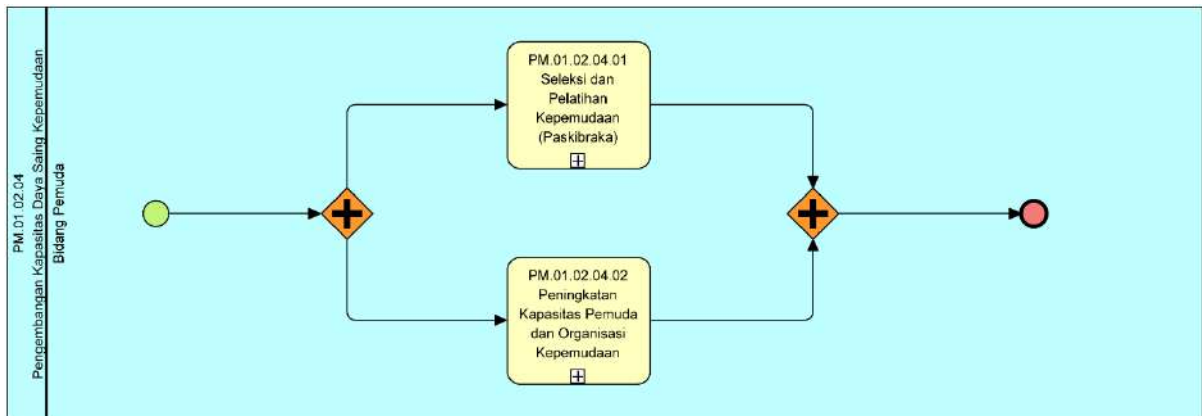 PM.01.02.04
Pengembangan Kapasitas Daya Saing Kepemudaan
Bidang Pemuda
PM.01.02.04.01
Seleksi dan
Pelatihan
Kepemudaan
(Paskibraka)
PM.01.02.04.02
Peningkatan
Kapasitas Pemuda
dan Organisasi
Kepemudaan